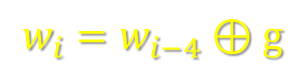 wᵢ = wᵢ₋₄ ⊕ g